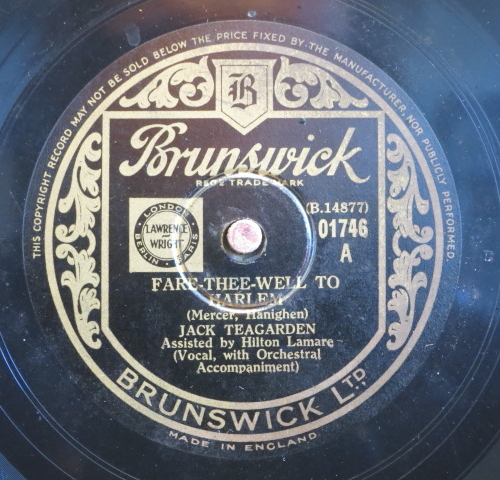 THIS COPYRIGHT RECORD MAY NOT BE SOLD BELOW THE PRICE FIXED BY THE MANUFACTURER, NOR PUBLICLY PERFORMED.
B
Brunswick
REGD TRADE MARK
LONDON
LAWRENCE
WRIGHT
BERLIN PARIS
(B.14877)
01746
A
FARE-THEE-WELL TO
HARLEM
(Mercer, Hanighen)
JACK TEAGARDEN
Assisted by Hilton Lamare
(Vocal, with Orchestral
Accompaniment)
BRUNSWICK LTD.
MADE IN ENGLAND